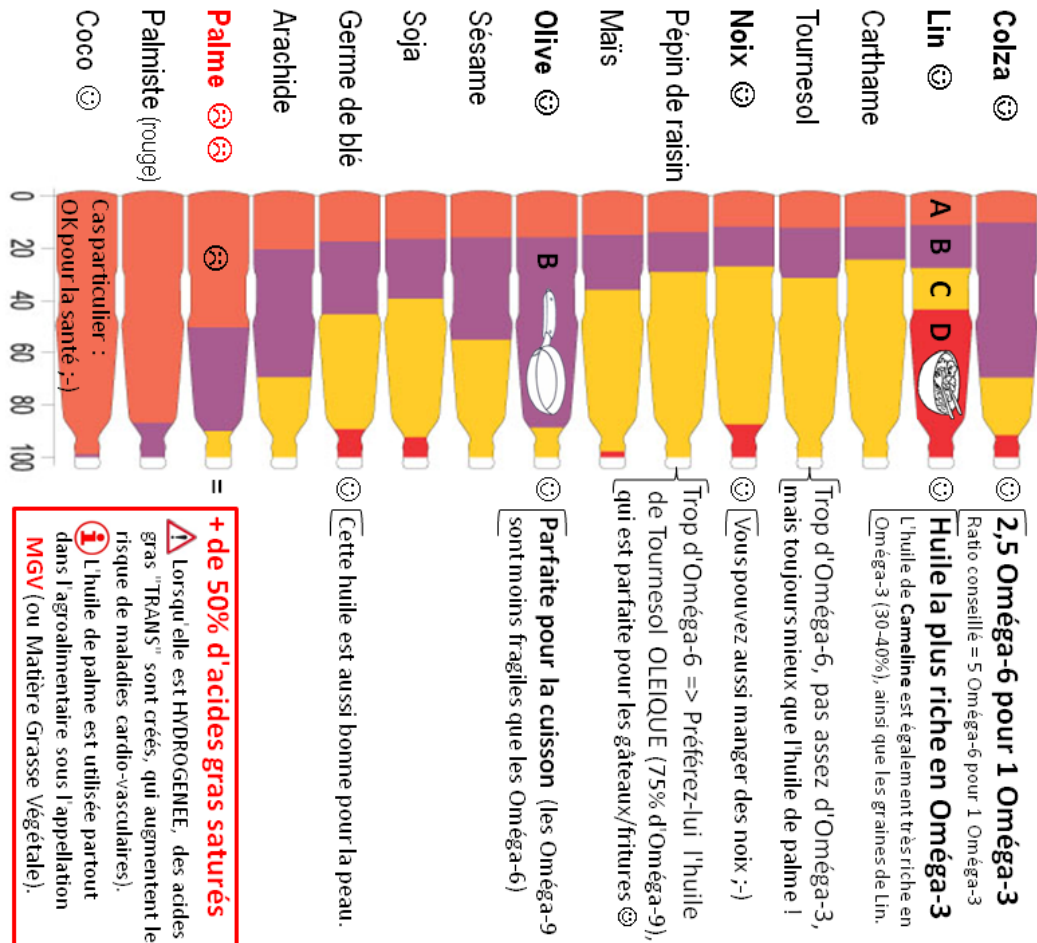 Colza ☺
☺ 2,5 Oméga-6 pour 1 Oméga-3
Ratio conseillé = 5 Oméga-6 pour 1 Oméga-3
Lin ☺
A B C D
☺ Huile la plus riche en Oméga-3
L'huile de Cameline est également très riche en
Oméga-3 (30-40%), ainsi que les graines de Lin.
Carthame
Tournesol
Trop d'Oméga-6, pas assez d'Oméga-3,
mais toujours mieux que l'huile de palme !
Noix ☺
☺ Vous pouvez aussi manger des noix ;-)
Pépin de raisin
Maïs
Trop d'Oméga-6 => Préférez-lui l'huile
de Tournesol OLEIQUE (75% d'Oméga-9),
qui est parfaite pour les gâteaux/fritures ☺
Olive ☺
B
☺ Parfaite pour la cuisson (les Oméga-9
sont moins fragiles que les Oméga-6)
Sésame
Soja
Germe de blé
☺ Cette huile est aussi bonne pour la peau.
Arachide
Palme ☹☹
☹
= + de 50% d'acides gras saturés
Lorsqu'elle est HYDROGENEE, des acides
gras "TRANS" sont créés, qui augmentent le
risque de maladies cardio-vasculaires).
L'huile de palme est utilisée partout
dans l'agroalimentaire sous l'appellation
MGV (ou Matière Grasse Végétale).
Palmiste (rouge)
Coco ☺
Cas particulier :
OK pour la santé ;-)
0 20 40 60 80 100